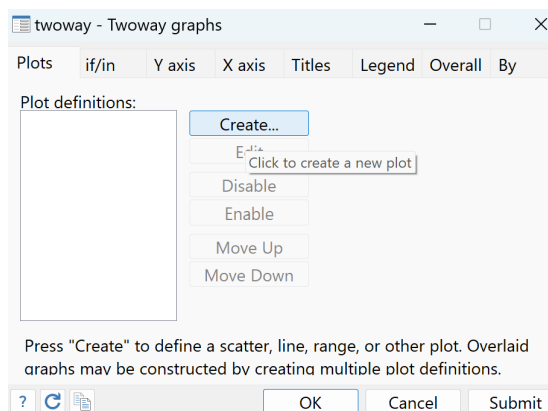 twoway - Twoway graphs
Plots if/in Y axis X axis Titles Legend Overall By
Plot definitions:
Create...
Edit
Click to create a new plot
Disable
Enable
Move Up
Move Down
Press "Create" to define a scatter, line, range, or other plot. Overlaid
graphs may be constructed by creating multiple plot definitions.
? OK Cancel Submit